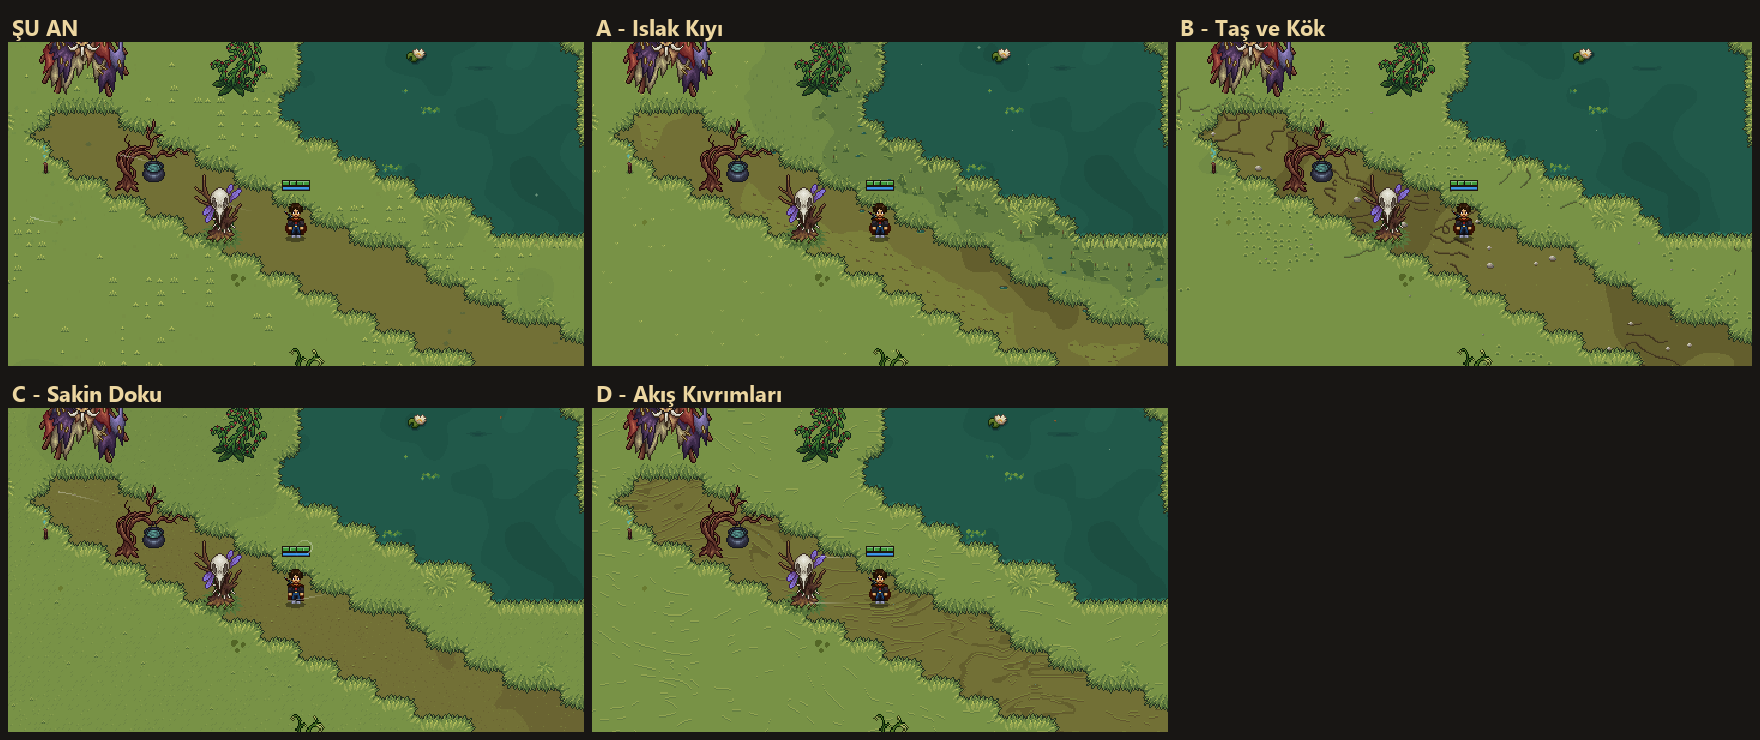 ŞU AN
A - Islak Kıyı
B - Taş ve Kök
C - Sakin Doku
D - Akış Kıvrımları